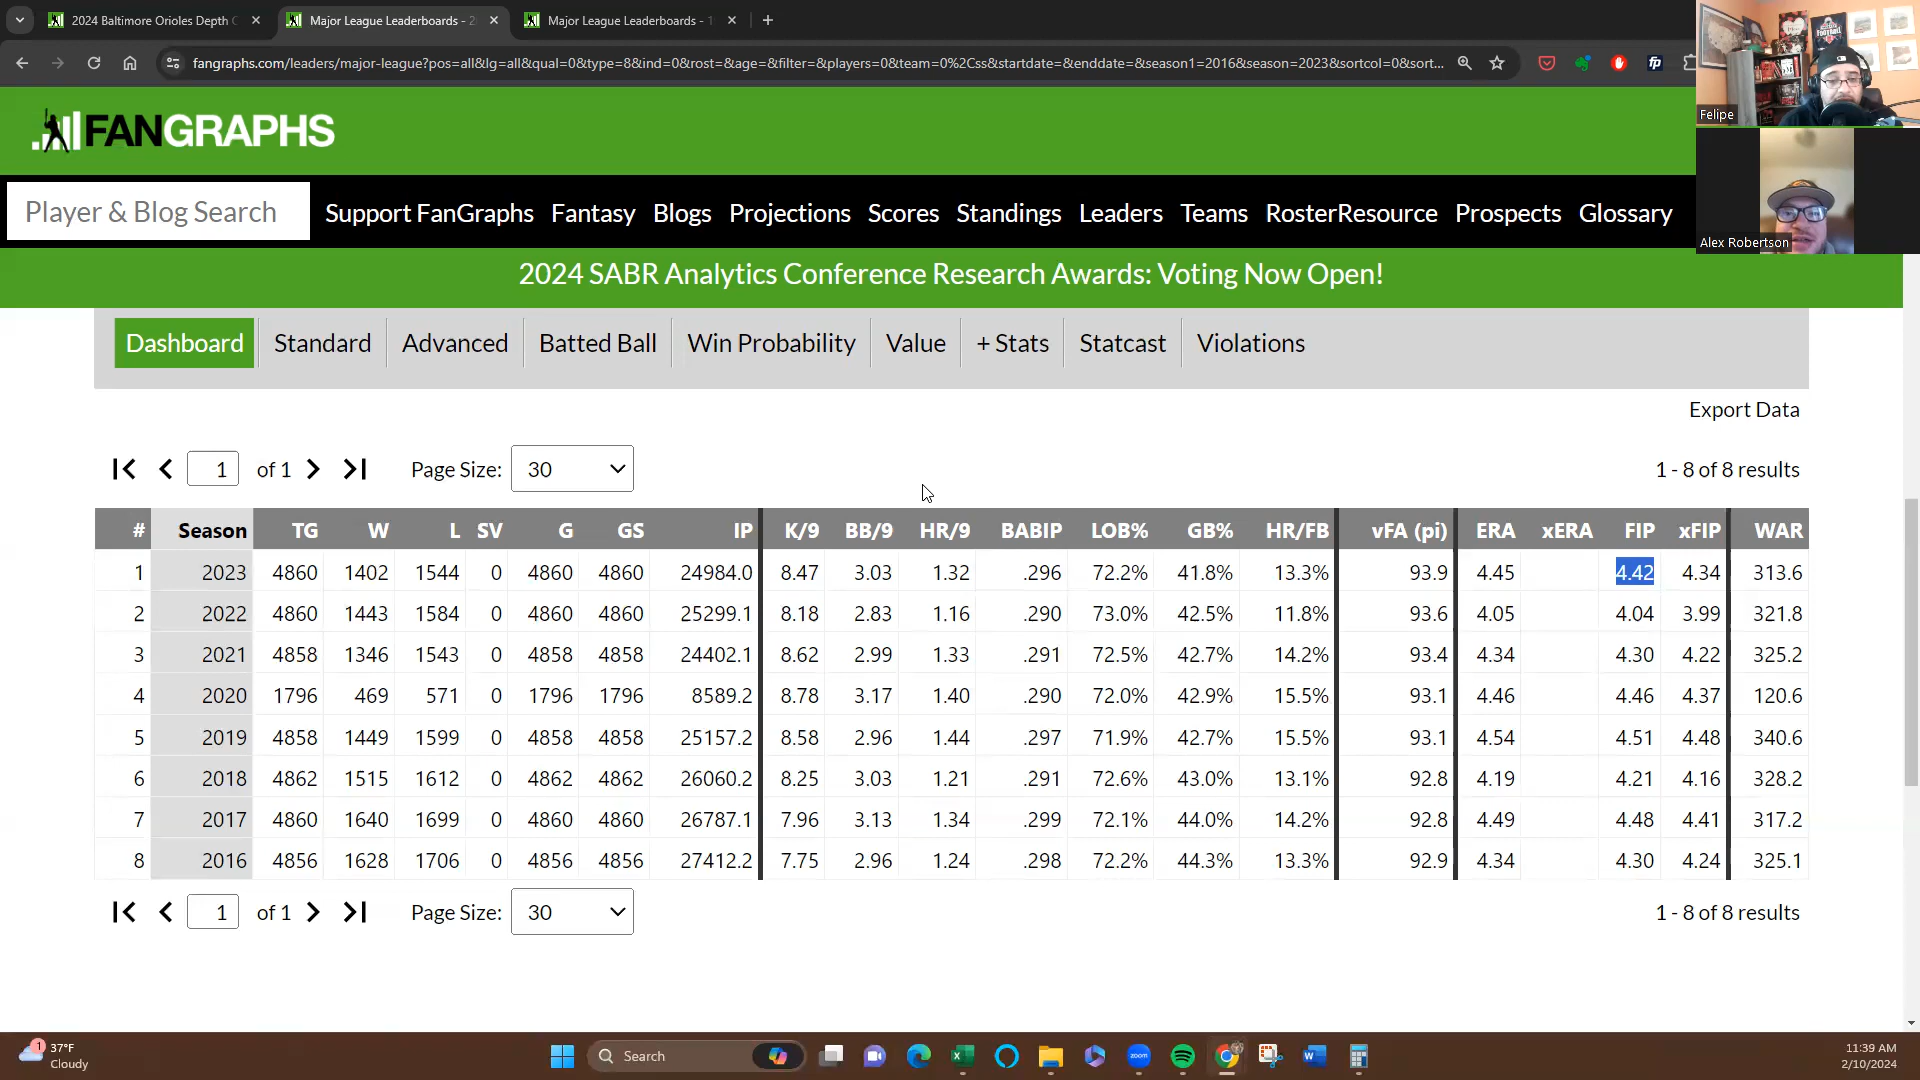 2024 Baltimore Orioles Depth C
Major League Leaderboards - 2
Major League Leaderboards - 1
fangraphs.com/leaders/major-league?pos=all&lg=all&qual=0&type=8&ind=0&rost=&age=&filter=&players=0&team=0%2Css&startdate=&enddate=&season1=2016&season=2023&sortcol=0&sort...
Felipe
Alex Robertson
FANGRAPHS
Player & Blog Search
Support FanGraphs Fantasy Blogs Projections Scores Standings Leaders Teams RosterResource Prospects Glossary
2024 SABR Analytics Conference Research Awards: Voting Now Open!
Dashboard Standard Advanced Batted Ball Win Probability Value + Stats Statcast Violations
Export Data
1 of 1 Page Size: 30 1 - 8 of 8 results
# Season TG W L SV G GS IP K/9 BB/9 HR/9 BABIP LOB% GB% HR/FB vFA (pi) ERA xERA FIP xFIP WAR
1 2023 4860 1402 1544 0 4860 4860 24984.0 8.47 3.03 1.32 .296 72.2% 41.8% 13.3% 93.9 4.45 4.42 4.34 313.6
2 2022 4860 1443 1584 0 4860 4860 25299.1 8.18 2.83 1.16 .290 73.0% 42.5% 11.8% 93.6 4.05 4.04 3.99 321.8
3 2021 4858 1346 1543 0 4858 4858 24402.1 8.62 2.99 1.33 .291 72.5% 42.7% 14.2% 93.4 4.34 4.30 4.22 325.2
4 2020 1796 469 571 0 1796 1796 8589.2 8.78 3.17 1.40 .290 72.0% 42.9% 15.5% 93.1 4.46 4.46 4.37 120.6
5 2019 4858 1449 1599 0 4858 4858 25157.2 8.58 2.96 1.44 .297 71.9% 42.7% 15.5% 93.1 4.54 4.51 4.48 340.6
6 2018 4862 1515 1612 0 4862 4862 26060.2 8.25 3.03 1.21 .291 72.6% 43.0% 13.1% 92.8 4.19 4.21 4.16 328.2
7 2017 4860 1640 1699 0 4860 4860 26787.1 7.96 3.13 1.34 .299 72.1% 44.0% 14.2% 92.8 4.49 4.48 4.41 317.2
8 2016 4856 1628 1706 0 4856 4856 27412.2 7.75 2.96 1.24 .298 72.2% 44.3% 13.3% 92.9 4.34 4.30 4.24 325.1
1 of 1 Page Size: 30 1 - 8 of 8 results
1
37°F
Cloudy
Search
zoom
11:39 AM
2/10/2024